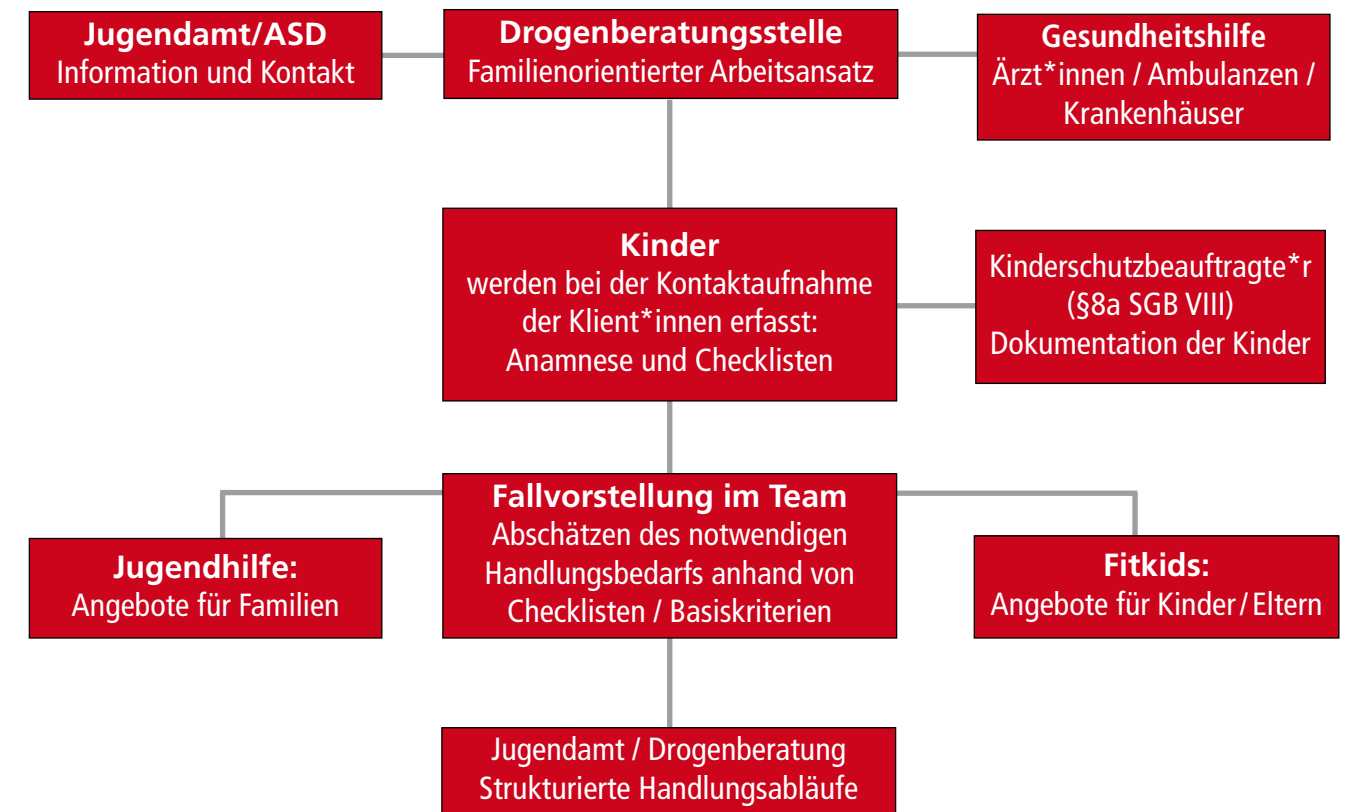 Jugendamt/ASD
Information und Kontakt
Drogenberatungsstelle
Familienorientierter Arbeitsansatz
Gesundheitshilfe
Ärzt*innen / Ambulanzen /
Krankenhäuser
Kinder
werden bei der Kontaktaufnahme
der Klient*innen erfasst:
Anamnese und Checklisten
Kinderschutzbeauftragte*r
(§8a SGB VIII)
Dokumentation der Kinder
Jugendhilfe:
Angebote für Familien
Fallvorstellung im Team
Abschätzen des notwendigen
Handlungsbedarfs anhand von
Checklisten / Basiskriterien
Fitkids:
Angebote für Kinder / Eltern
Jugendamt / Drogenberatung
Strukturierte Handlungsabläufe